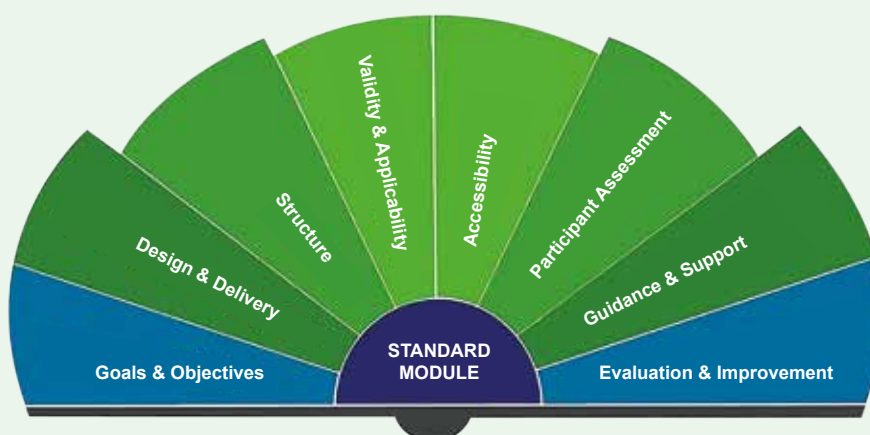 Goals & Objectives
Design & Delivery
Structure
Validity & Applicability
Accessibility
Participant Assessment
Guidance & Support
Evaluation & Improvement
STANDARD
MODULE